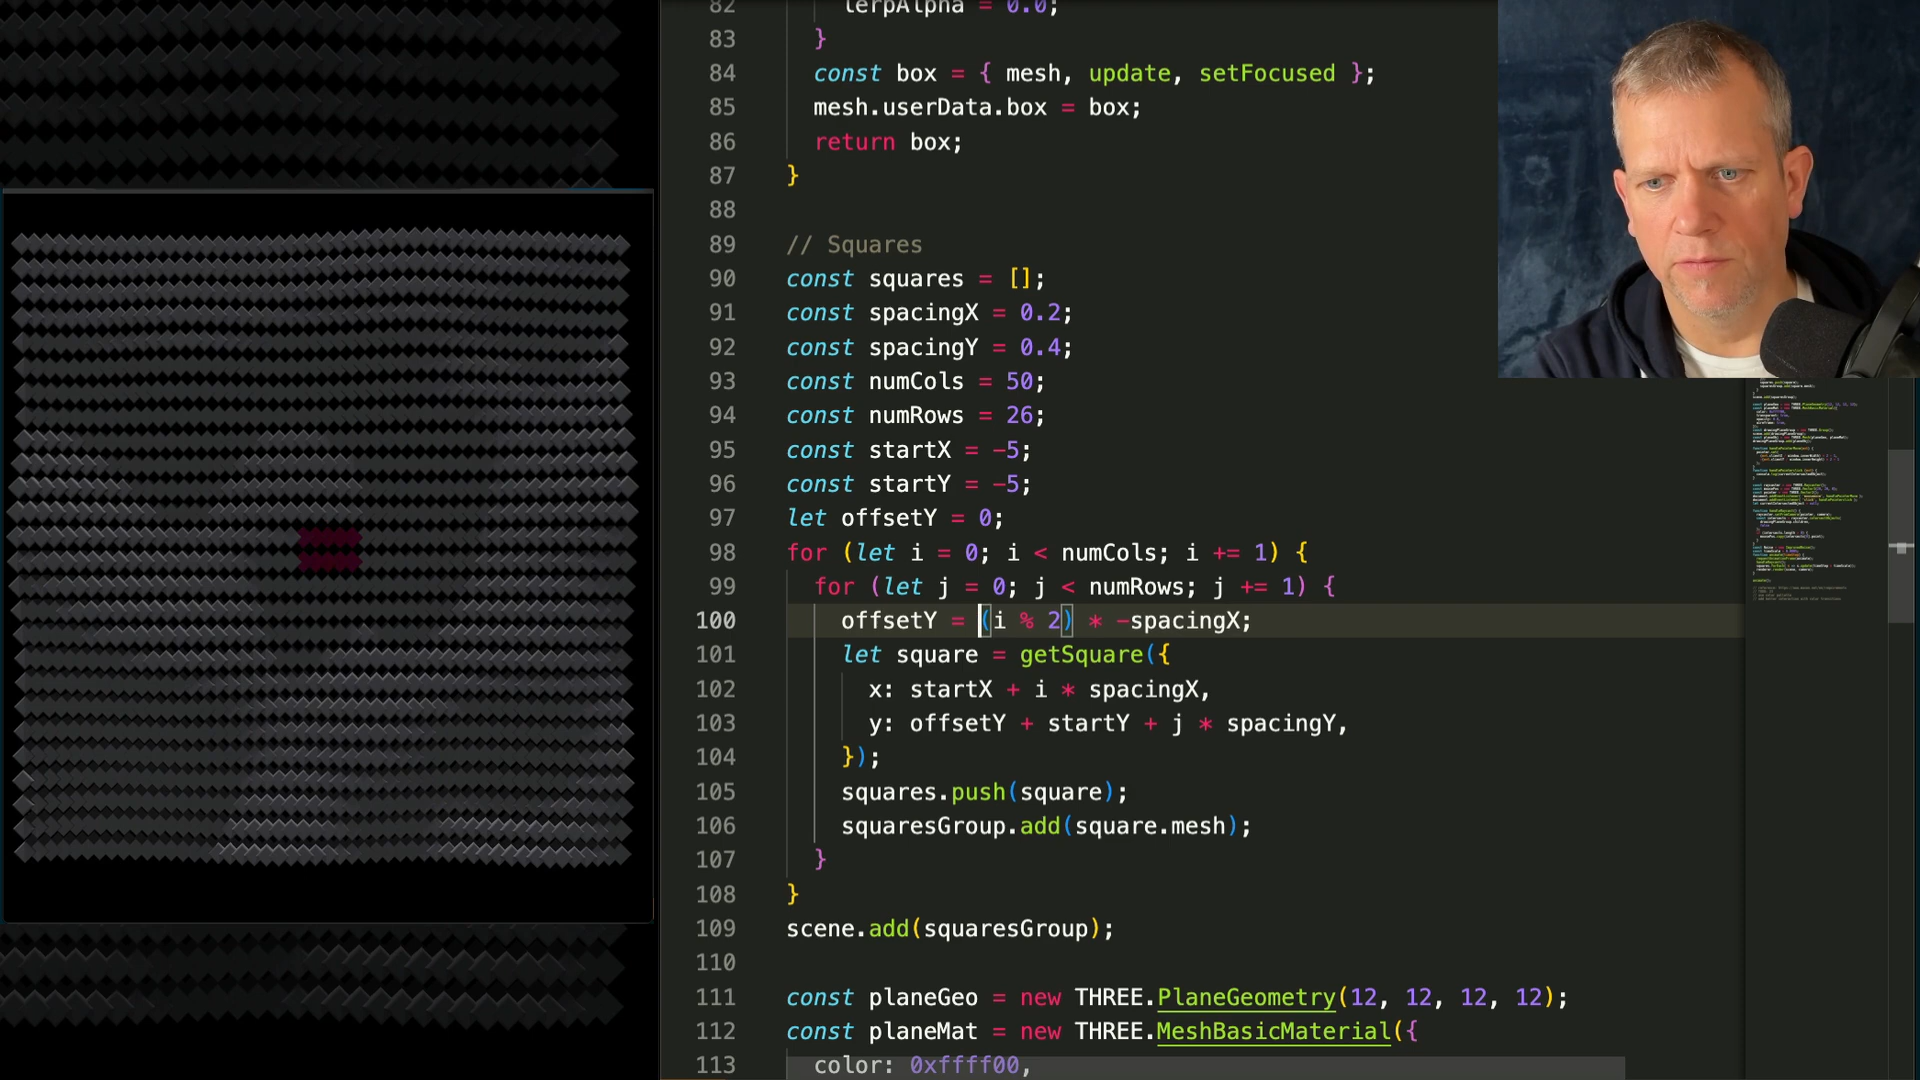 82 lerpAlpha = 0.0;
83 }
84 const box = { mesh, update, setFocused };
85 mesh.userData.box = box;
86 return box;
87 }
88
89 // Squares
90 const squares = [];
91 const spacingX = 0.2;
92 const spacingY = 0.4;
93 const numCols = 50;
94 const numRows = 26;
95 const startX = -5;
96 const startY = -5;
97 let offsetY = 0;
98 for (let i = 0; i < numCols; i += 1) {
99 for (let j = 0; j < numRows; j += 1) {
100 offsetY = (i % 2) * -spacingX;
101 let square = getSquare({
102 x: startX + i * spacingX,
103 y: offsetY + startY + j * spacingY,
104 });
105 squares.push(square);
106 squaresGroup.add(square.mesh);
107 }
108 }
109 scene.add(squaresGroup);
110
111 const planeGeo = new THREE.PlaneGeometry(12, 12, 12, 12);
112 const planeMat = new THREE.MeshBasicMaterial({
113 color: 0xffff00,